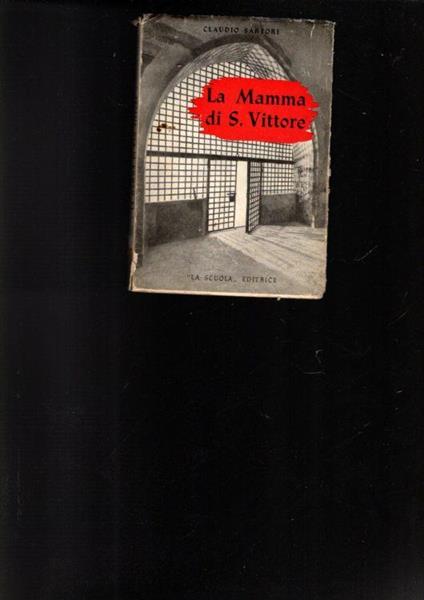 CLAUDIO SARTORI
La Mamma
di S. Vittore
"LA SCUOLA" EDITRICE